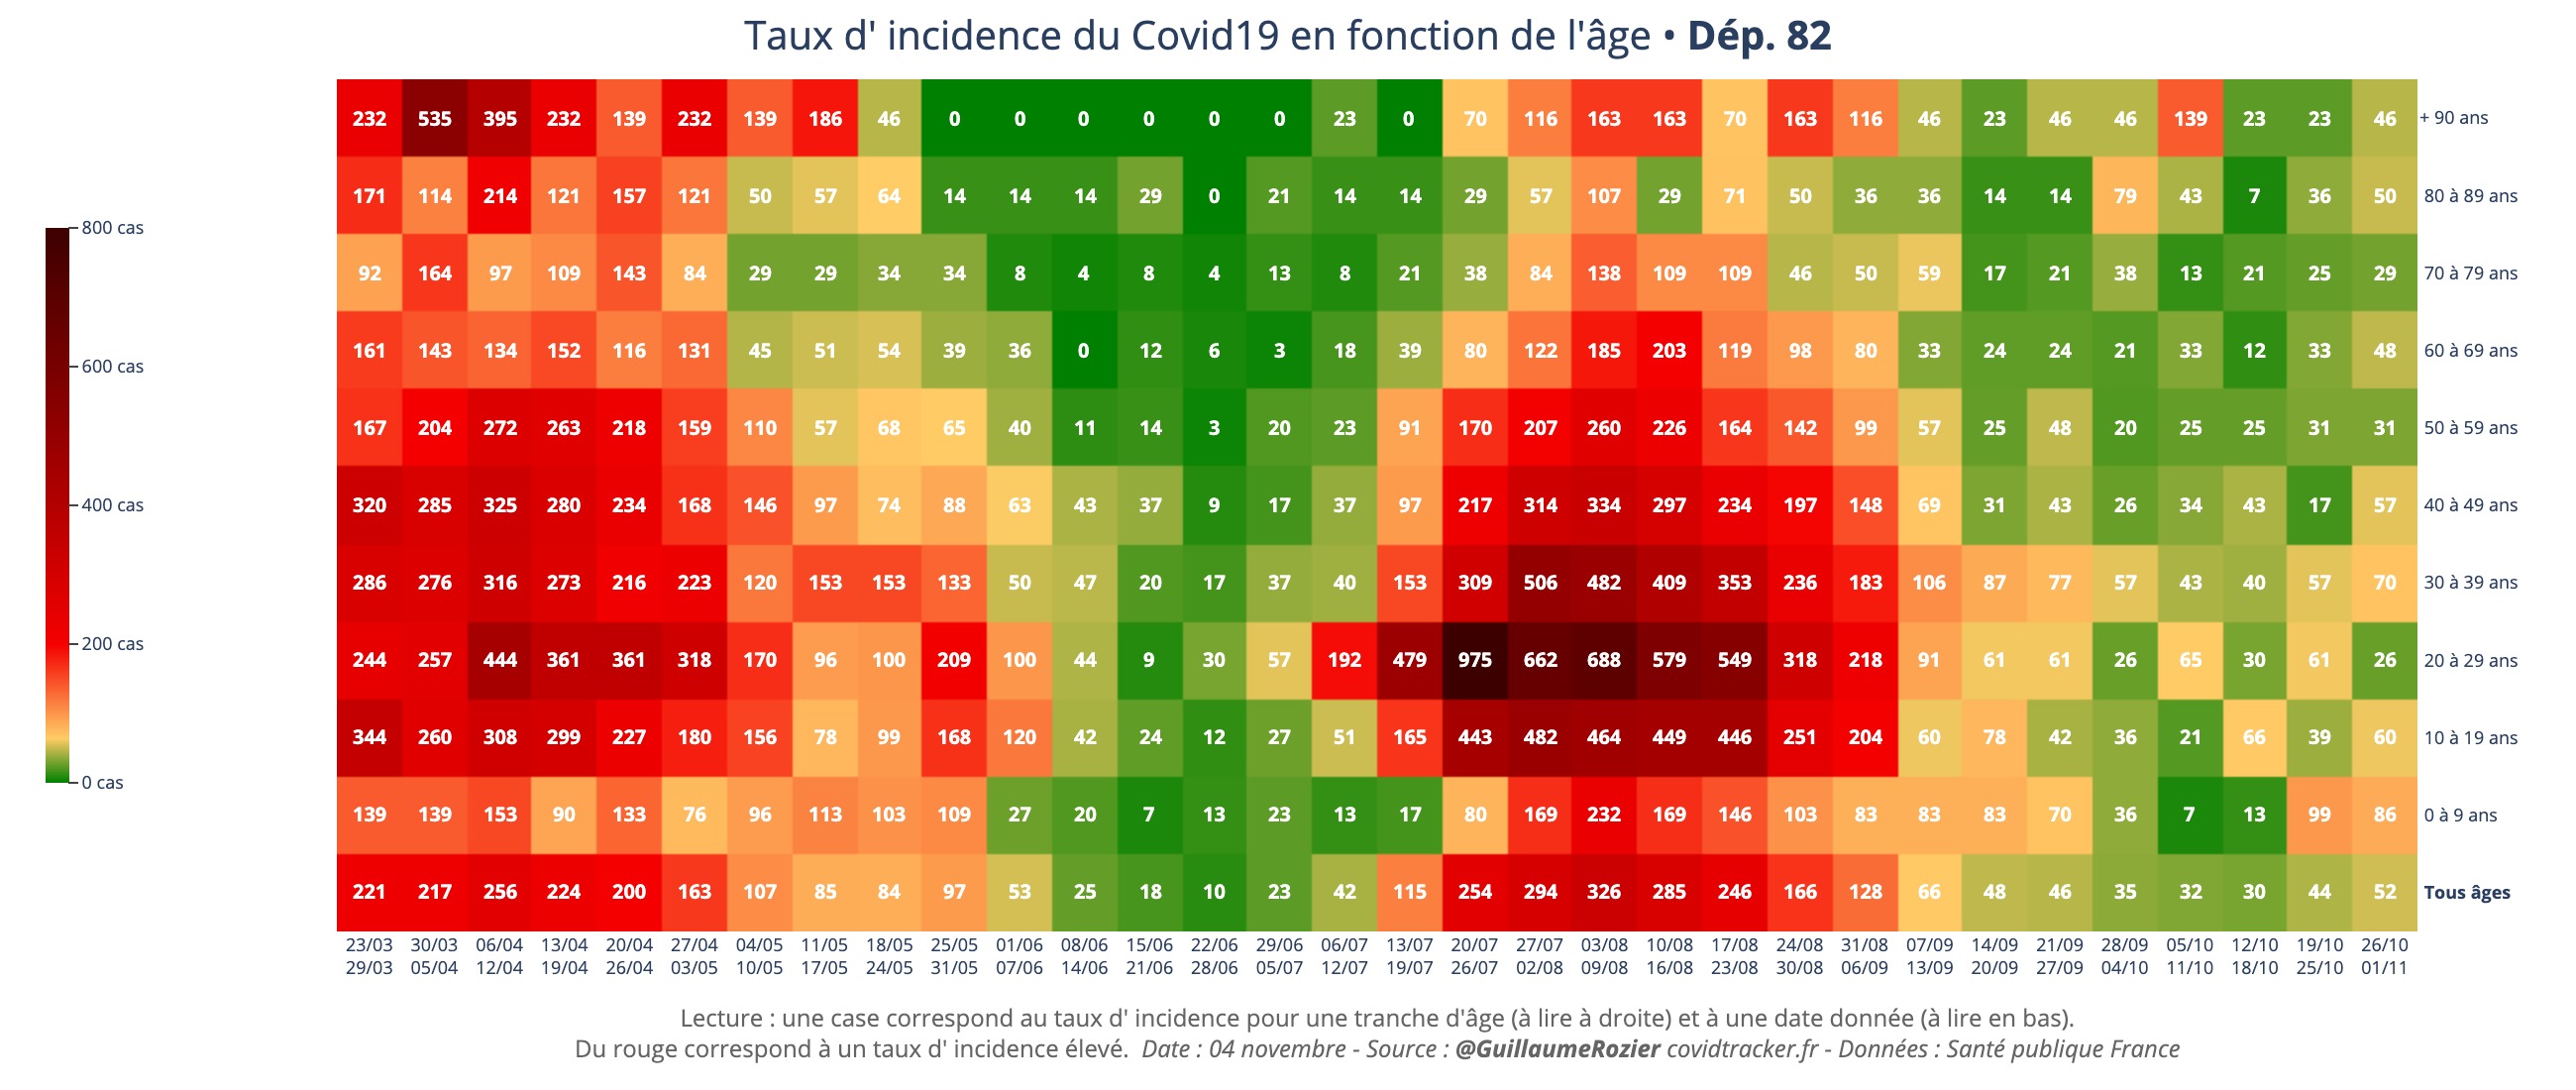 Taux d' incidence du Covid19 en fonction de l'âge • Dép. 82
800 cas
600 cas
400 cas
200 cas
0 cas
232 535 395 232 139 232 139 186 46 0 0 0 0 0 0 23 0 70 116 163 163 70 163 116 46 23 46 46 139 23 23 46 + 90 ans
171 114 214 121 157 121 50 57 64 14 14 14 29 0 21 14 14 29 57 107 29 71 50 36 36 14 14 79 43 7 36 50 80 à 89 ans
92 164 97 109 143 84 29 29 34 34 8 4 8 4 13 8 21 38 84 138 109 109 46 50 59 17 21 38 13 21 25 29 70 à 79 ans
161 143 134 152 116 131 45 51 54 39 36 0 12 6 3 18 39 80 122 185 203 119 98 80 33 24 24 21 33 12 33 48 60 à 69 ans
167 204 272 263 218 159 110 57 68 65 40 11 14 3 20 23 91 170 207 260 226 164 142 99 57 25 48 20 25 25 31 31 50 à 59 ans
320 285 325 280 234 168 146 97 74 88 63 43 37 9 17 37 97 217 314 334 297 234 197 148 69 31 43 26 34 43 17 57 40 à 49 ans
286 276 316 273 216 223 120 153 153 133 50 47 20 17 37 40 153 309 506 482 409 353 236 183 106 87 77 57 43 40 57 70 30 à 39 ans
244 257 444 361 361 318 170 96 100 209 100 44 9 30 57 192 479 975 662 688 579 549 318 218 91 61 61 26 65 30 61 26 20 à 29 ans
344 260 308 299 227 180 156 78 99 168 120 42 24 12 27 51 165 443 482 464 449 446 251 204 60 78 42 36 21 66 39 60 10 à 19 ans
139 139 153 90 133 76 96 113 103 109 27 20 7 13 23 13 17 80 169 232 169 146 103 83 83 83 70 36 7 13 99 86 0 à 9 ans
221 217 256 224 200 163 107 85 84 97 53 25 18 10 23 42 115 254 294 326 285 246 166 128 66 48 46 35 32 30 44 52 Tous âges
23/03 30/03 06/04 13/04 20/04 27/04 04/05 11/05 18/05 25/05 01/06 08/06 15/06 22/06 29/06 06/07 13/07 20/07 27/07 03/08 10/08 17/08 24/08 31/08 07/09 14/09 21/09 28/09 05/10 12/10 19/10 26/10
29/03 05/04 12/04 19/04 26/04 03/05 10/05 17/05 24/05 31/05 07/06 14/06 21/06 28/06 05/07 12/07 19/07 26/07 02/08 09/08 16/08 23/08 30/08 06/09 13/09 20/09 27/09 04/10 11/10 18/10 25/10 01/11
Lecture : une case correspond au taux d' incidence pour une tranche d'âge (à lire à droite) et à une date donnée (à lire en bas).
Du rouge correspond à un taux d' incidence élevé. Date : 04 novembre - Source : @GuillaumeRozier covidtracker.fr - Données : Santé publique France